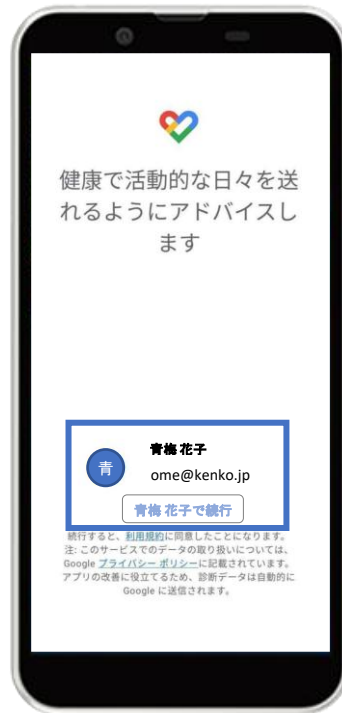 健康で活動的な日々を送
れるようにアドバイスし
ます
青梅 花子
青
ome@kenko.jp
青梅 花子で続行
続行すると、利用規約に同意したことになります。
注: このサービスでのデータの取り扱いについては、
Google プライバシー ポリシーに記載されています。
アプリの改善に役立てるため、診断データは自動的に
Google に送信されます。